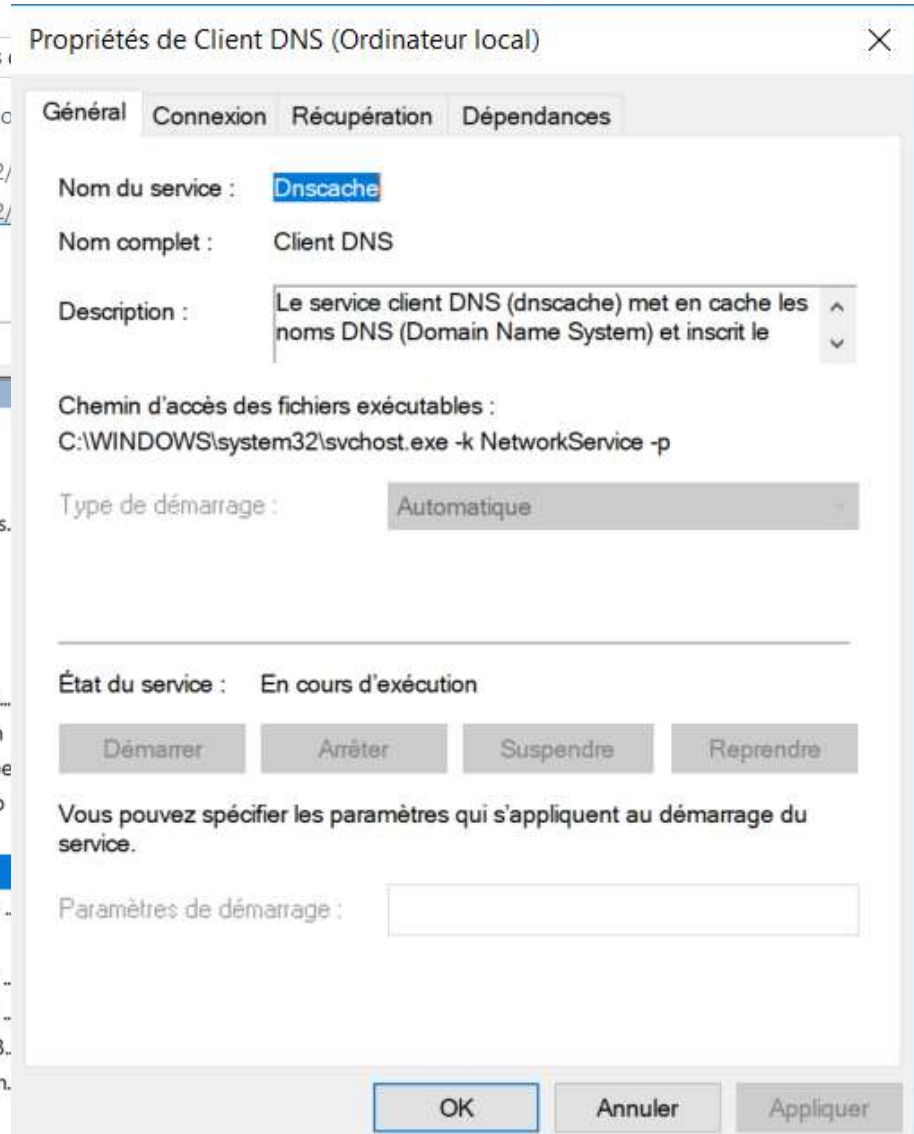 Propriétés de Client DNS (Ordinateur local)
Général Connexion Récupération Dépendances
Nom du service : Dnscache
Nom complet : Client DNS
Description : Le service client DNS (dnscache) met en cache les
noms DNS (Domain Name System) et inscrit le
Chemin d'accès des fichiers exécutables :
C:\WINDOWS\system32\svchost.exe -k NetworkService -p
Type de démarrage : Automatique
État du service : En cours d'exécution
Démarrer Arrêter Suspendre Reprendre
Vous pouvez spécifier les paramètres qui s'appliquent au démarrage du
service.
Paramètres de démarrage :
OK Annuler Appliquer